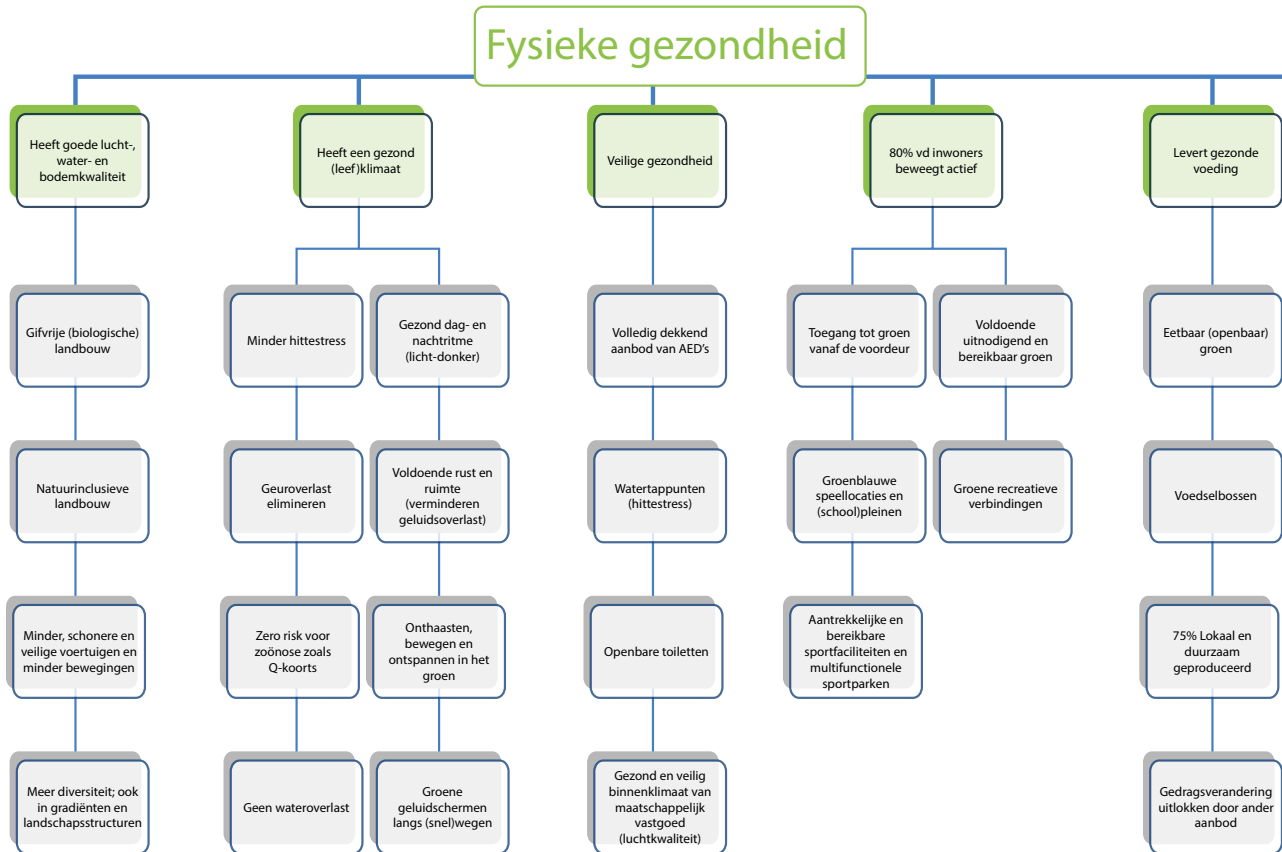 Fysieke gezondheid
Heeft goede lucht-,
water- en
bodemkwaliteit
Heeft een gezond
(leef)klimaat
Veilige gezondheid
80% vd inwoners
beweegt actief
Levert gezonde
voeding
Gifvrije (biologische)
landbouw
Minder hittestress
Gezond dag- en
nachtritme
(licht-donker)
Volledig dekkend
aanbod van AED’s
Toegang tot groen
vanaf de voordeur
Voldoende
uitnodigend en
bereikbaar groen
Eetbaar (openbaar)
groen
Natuurinclusieve
landbouw
Geuroverlast
elimineren
Voldoende rust en
ruimte
(verminderen
geluidsoverlast)
Watertappunten
(hittestress)
Groenblauwe
speellocaties en
(school)pleinen
Groene recreatieve
verbindingen
Voedselbossen
Minder, schonere en
veilige voertuigen en
minder bewegingen
Zero risk voor
zoönose zoals
Q-koorts
Onthaasten,
bewegen en
ontspannen in het
groen
Openbare toiletten
Aantrekkelijke en
bereikbare
sportfaciliteiten en
multifunctionele
sportparken
75% Lokaal en
duurzaam
geproduceerd
Meer diversiteit; ook
in gradiënten en
landschapsstructuren
Geen wateroverlast
Groene
geluidschermen
langs (snel)wegen
Gezond en veilig
binnenklimaat van
maatschappelijk
vastgoed
(luchtkwaliteit)
Gedragsverandering
uitlokken door ander
aanbod